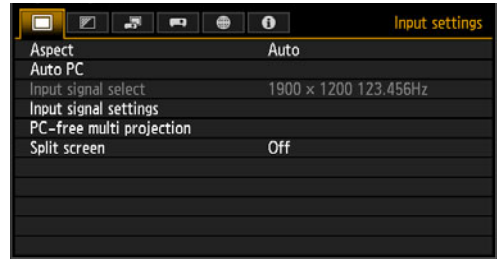 Input settings
Aspect Auto
Auto PC
Input signal select 1900 × 1200 123.456Hz
Input signal settings
PC-free multi projection
Split screen Off